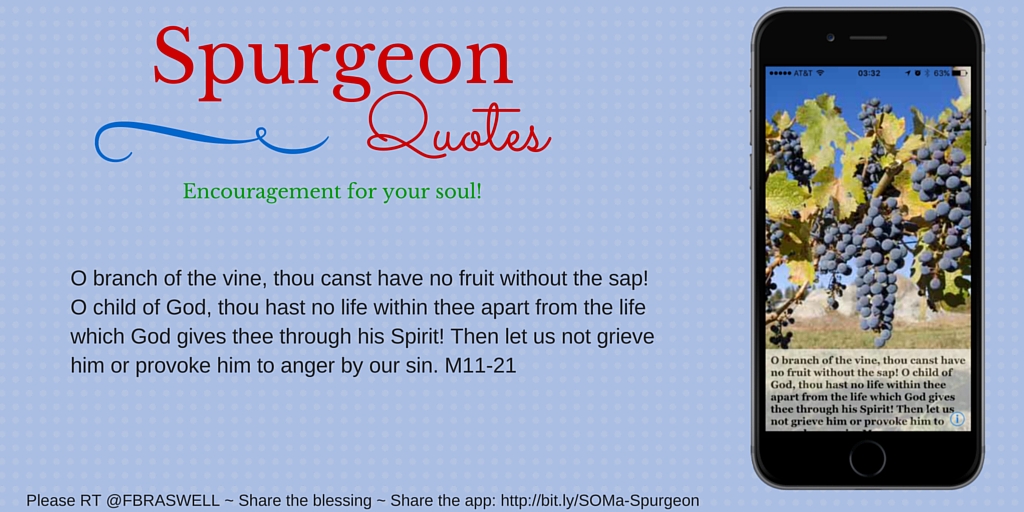 Spurgeon
Quotes
Encouragement for your soul!
O branch of the vine, thou canst have no fruit without the sap!
O child of God, thou hast no life within thee apart from the life
which God gives thee through his Spirit! Then let us not grieve
him or provoke him to anger by our sin. M11-21
Please RT @FBRASWELL ~ Share the blessing ~ Share the app: http://bit.ly/SOMa-Spurgeon
AT&T 03:32 63%
O branch of the vine, thou canst have
no fruit without the sap! O child of
God, thou hast no life within thee
apart from the life which God gives
thee through his Spirit! Then let us
not grieve him or provoke him to